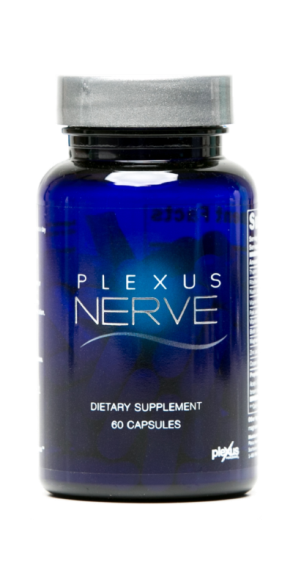 PLEXUS
NERVE
DIETARY SUPPLEMENT
60 CAPSULES
plexus